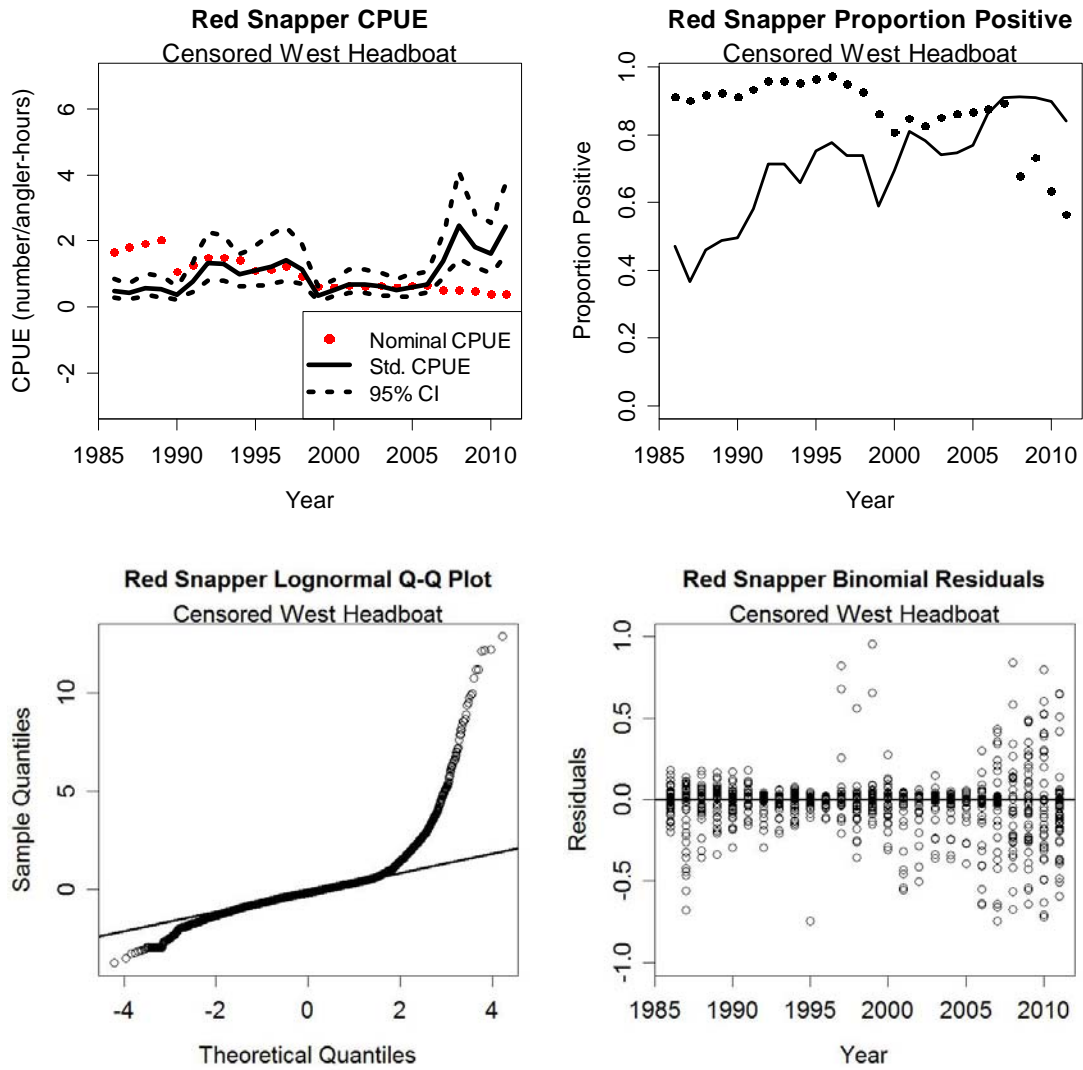 Red Snapper CPUE
Censored West Headboat
CPUE (number/angler-hours)
6
4
2
0
-2
Nominal CPUE
Std. CPUE
95% CI
1985 1990 1995 2000 2005 2010
Year
Red Snapper Proportion Positive
Censored West Headboat
Proportion Positive
1.0
0.8
0.6
0.4
0.2
0.0
1985 1990 1995 2000 2005 2010
Year
Red Snapper Lognormal Q-Q Plot
Censored West Headboat
Sample Quantiles
10
5
0
-4 -2 0 2 4
Theoretical Quantiles
Red Snapper Binomial Residuals
Censored West Headboat
Residuals
1.0
0.5
0.0
-0.5
-1.0
1985 1990 1995 2000 2005 2010
Year